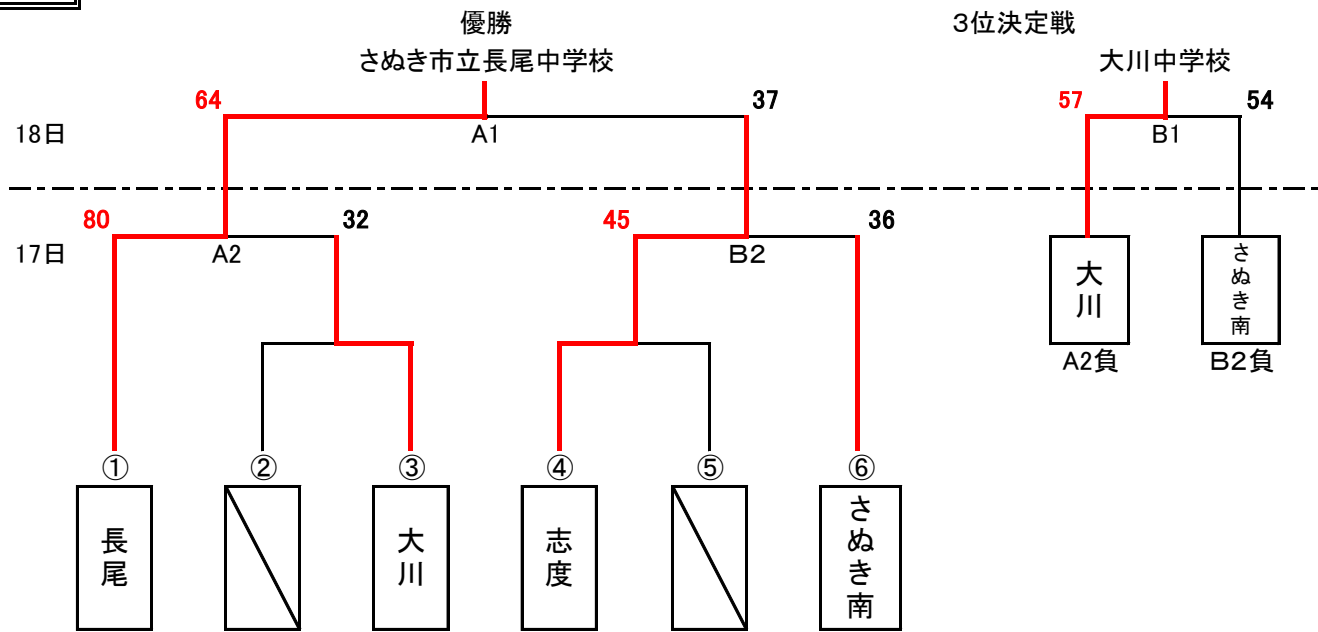 優勝
3位決定戦
さぬき市立長尾中学校
大川中学校
64
37
57
54
18日
A1
B1
80
32
45
36
17日
A2
B2
大川
さぬき南
A2負
B2負
①
②
③
④
⑤
⑥
長尾
大川
志度
さぬき南